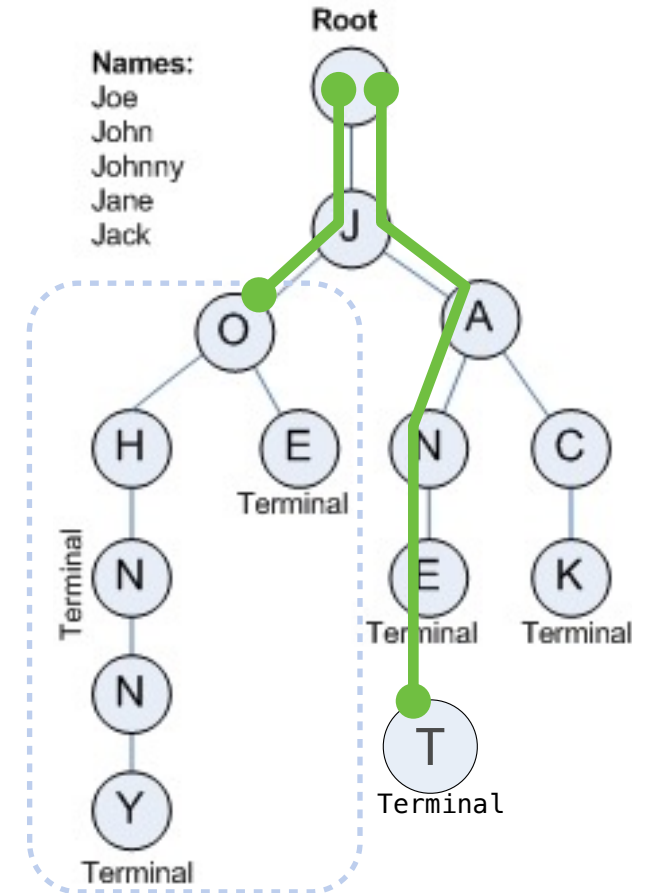 Root
Names:
Joe
John
Johnny
Jane
Jack
J
O
A
H
E
N
C
Terminal
Terminal
N
E
K
Terminal
Terminal
N
T
Terminal
Y
Terminal